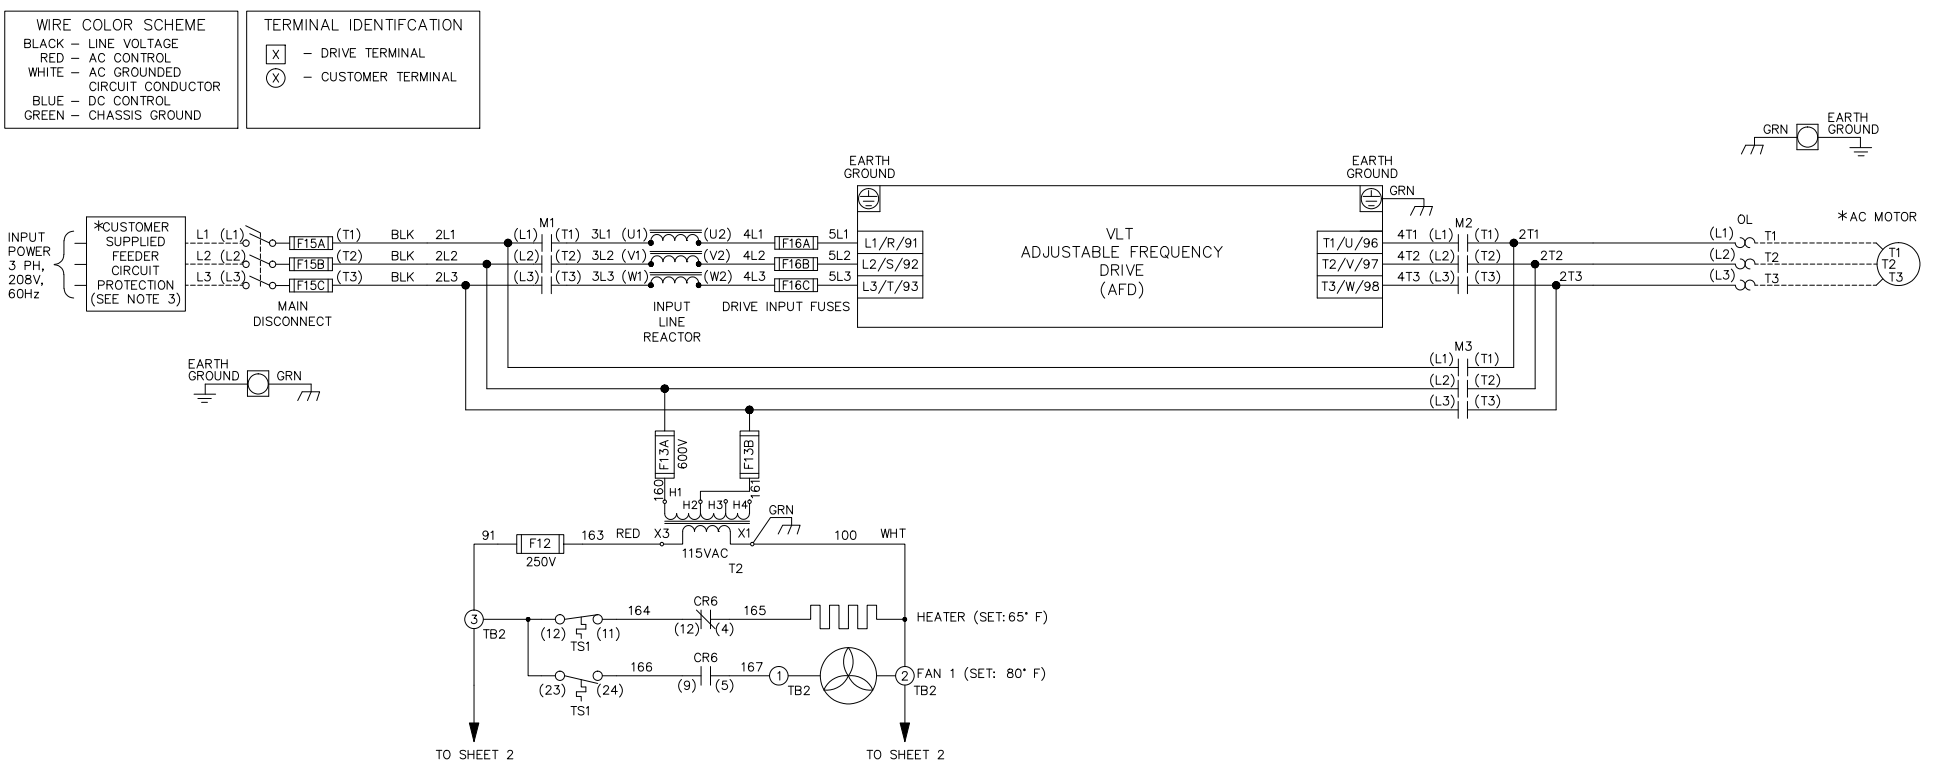 WIRE COLOR SCHEME
BLACK – LINE VOLTAGE
RED – AC CONTROL
WHITE – AC GROUNDED
CIRCUIT CONDUCTOR
BLUE – DC CONTROL
GREEN – CHASSIS GROUND
TERMINAL IDENTIFCATION
X – DRIVE TERMINAL
X – CUSTOMER TERMINAL
GRN
EARTH
GROUND
INPUT
POWER
3 PH,
208V,
60Hz
*CUSTOMER
SUPPLIED
FEEDER
CIRCUIT
PROTECTION
(SEE NOTE 3)
L1 (L1) F15A (T1) BLK 2L1 (L1) M1 (T1) 3L1 (U1) (U2) 4L1 F16A 5L1
L2 (L2) F15B (T2) BLK 2L2 (L2) (T2) 3L2 (V1) (V2) 4L2 F16B 5L2
L3 (L3) F15C (T3) BLK 2L3 (L3) (T3) 3L3 (W1) (W2) 4L3 F16C 5L3
MAIN
DISCONNECT
INPUT
LINE
REACTOR
DRIVE INPUT FUSES
EARTH
GROUND
L1/R/91
L2/S/92
L3/T/93
VLT
ADJUSTABLE FREQUENCY
DRIVE
(AFD)
EARTH
GROUND
GRN
T1/U/96
T2/V/97
T3/W/98
4T1 (L1) M2 (T1) 2T1 (L1) OL T1
4T2 (L2) (T2) 2T2 (L2) T2
4T3 (L3) (T3) 2T3 (L3) T3
*AC MOTOR
T1
T2
T3
M3
(L1) (T1)
(L2) (T2)
(L3) (T3)
EARTH
GROUND
GRN
F13A
600V
F13B
160
161
H1
H2 H3 H4
GRN
91 F12 163 RED X3 X1 100 WHT
250V
115VAC
T2
3
TB2
(12) (11)
TS1
164
CR6
(12) (4)
165
HEATER (SET:65° F)
(23) (24)
TS1
166
CR6
(9) (5)
167
1
TB2
2
TB2
FAN 1 (SET: 80° F)
TO SHEET 2
TO SHEET 2